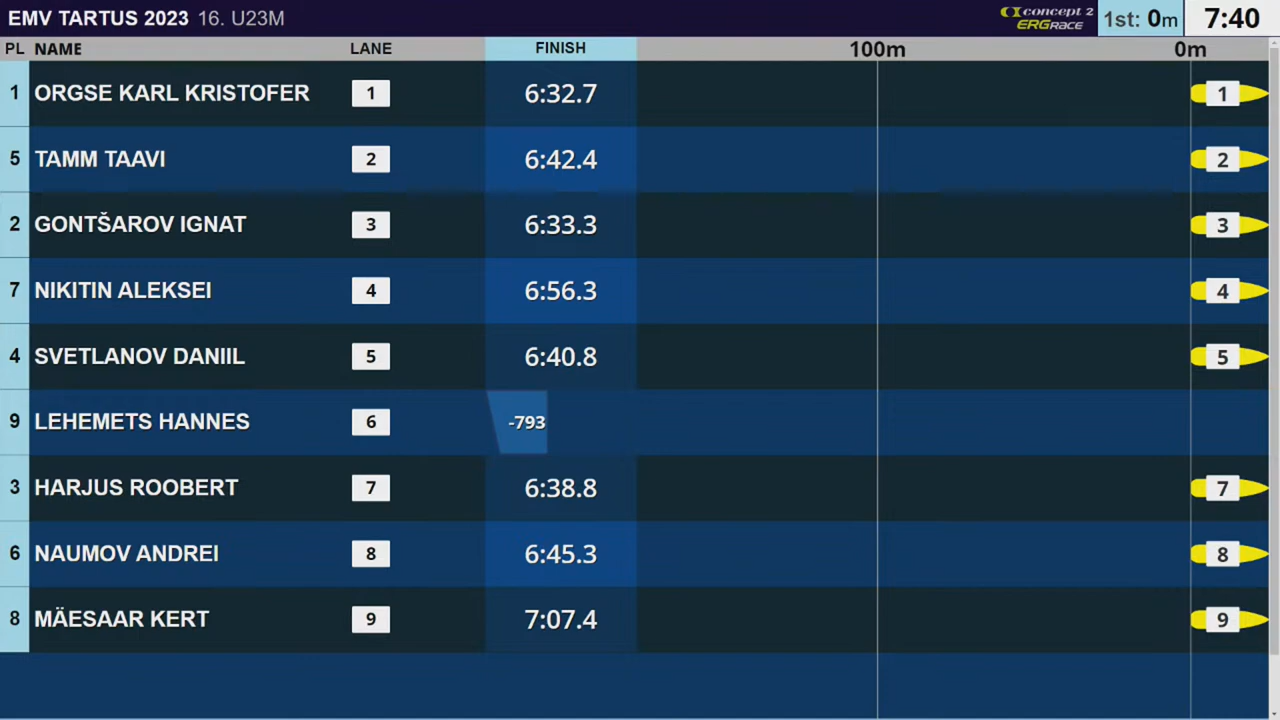 EMV TARTUS 2023 16. U23M concept 2 ERGRACE 1st: 0m 7:40
PL NAME LANE FINISH 100m 0m
1 ORGSE KARL KRISTOFER 1 6:32.7 1
5 TAMM TAAVI 2 6:42.4 2
2 GONTŠAROV IGNAT 3 6:33.3 3
7 NIKITIN ALEKSEI 4 6:56.3 4
4 SVETLANOV DANIIL 5 6:40.8 5
9 LEHEMETS HANNES 6 -793
3 HARJUS ROOBERT 7 6:38.8 7
6 NAUMOV ANDREI 8 6:45.3 8
8 MÄESAAR KERT 9 7:07.4 9